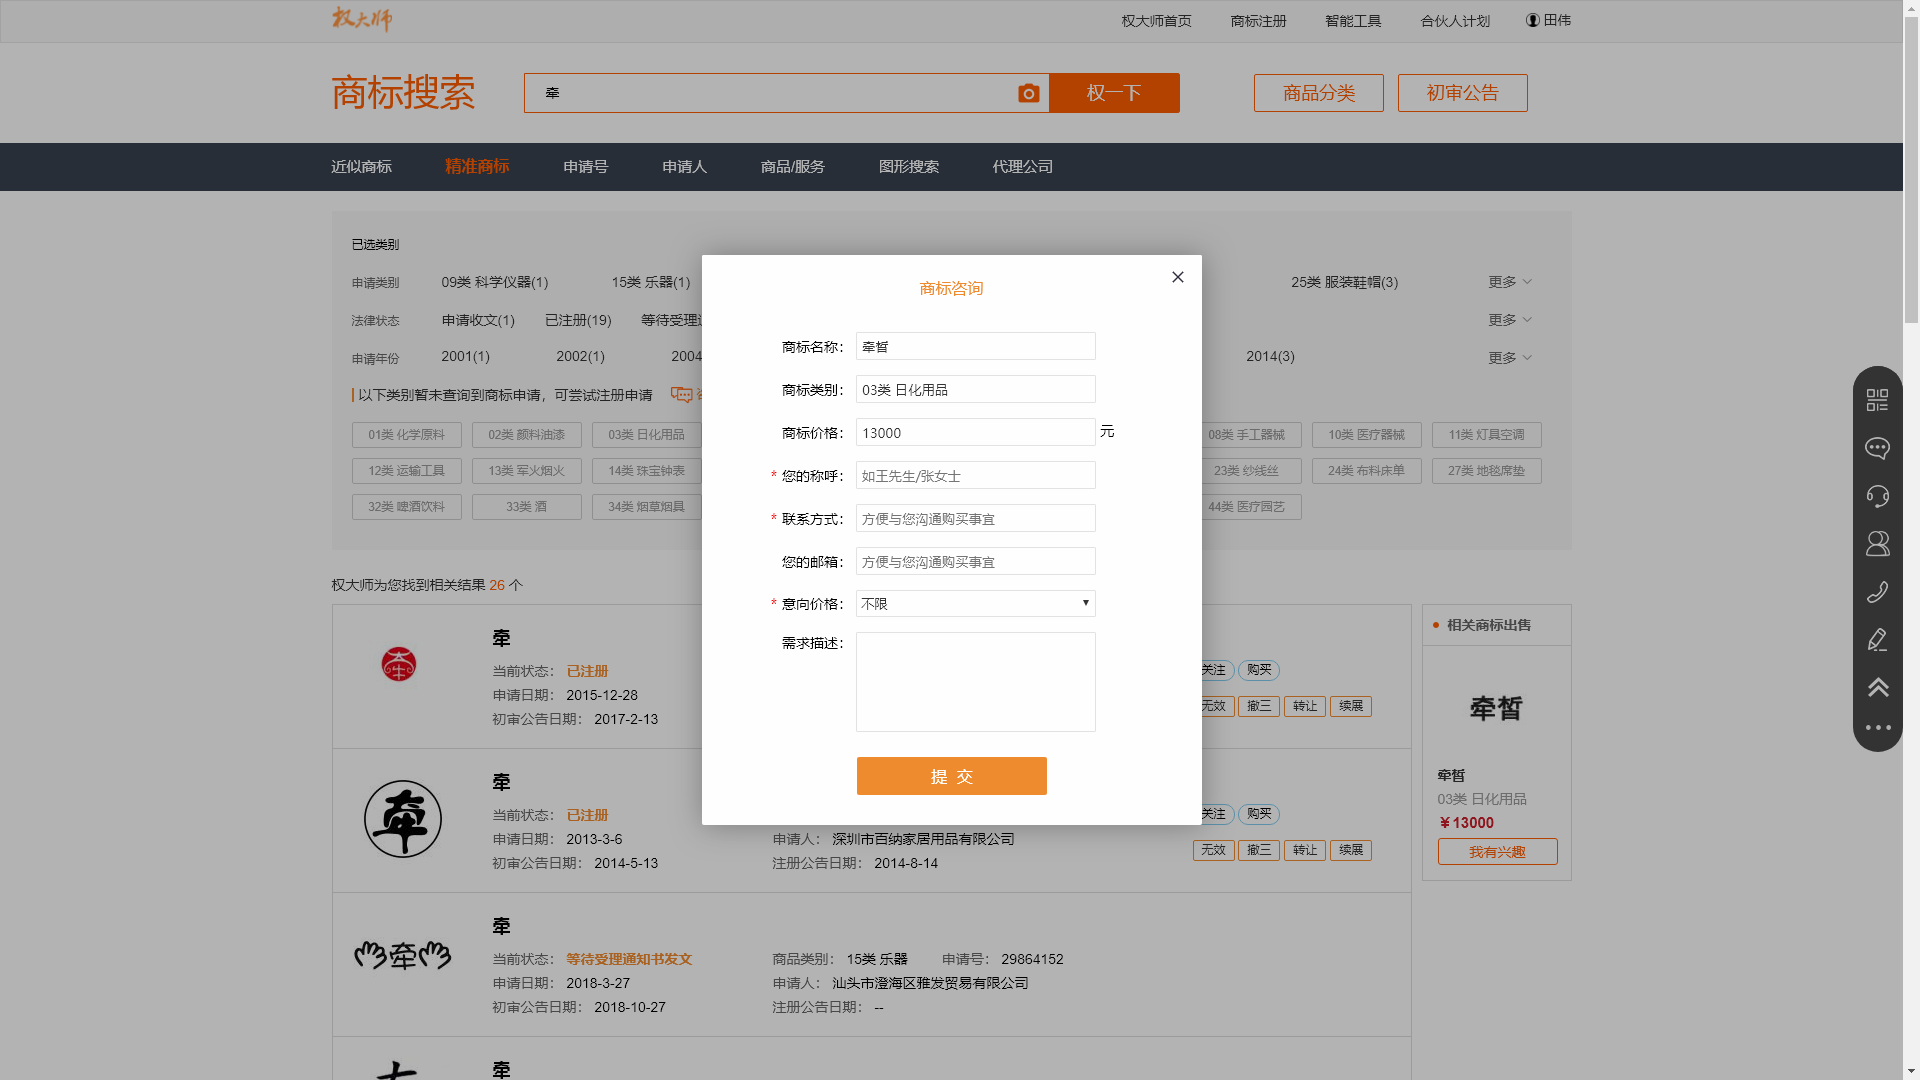 权大师
权大师首页 商标注册 智能工具 合伙人计划 田伟
商标搜索 牵 权一下 商品分类 初审公告
近似商标 精准商标 申请号 申请人 商品/服务 图形搜索 代理公司
已选类别
申请类别 09类 科学仪器(1) 15类 乐器(1) 25类 服装鞋帽(3) 更多
法律状态 申请收文(1) 已注册(19) 等待受理 更多
申请年份 2001(1) 2002(1) 2004 2014(3) 更多
以下类别暂未查询到商标申请，可尝试注册申请
01类 化学原料 02类 颜料油漆 03类 日化用品 08类 手工器械 10类 医疗器械 11类 灯具空调
12类 运输工具 13类 军火烟火 14类 珠宝钟表 23类 纱线丝 24类 布料床单 27类 地毯席垫
32类 啤酒饮料 33类 酒 34类 烟草烟具 44类 医疗园艺
权大师为您找到相关结果 26 个
商标咨询
商标名称： 牵皙
商标类别： 03类 日化用品
商标价格： 13000 元
* 您的称呼： 如王先生/张女士
* 联系方式： 方便与您沟通购买事宜
您的邮箱： 方便与您沟通购买事宜
* 意向价格： 不限
需求描述：
提 交
牵
当前状态： 已注册
申请日期： 2015-12-28
初审公告日期： 2017-2-13
关注 购买
无效 撤三 转让 续展
牵
牵
当前状态： 已注册
申请日期： 2013-3-6 申请人： 深圳市百纳家居用品有限公司
初审公告日期： 2014-5-13 注册公告日期： 2014-8-14
关注 购买
无效 撤三 转让 续展
牵
牵
当前状态： 等待受理通知书发文 商品类别： 15类 乐器 申请号： 29864152
申请日期： 2018-3-27 申请人： 汕头市澄海区雅发贸易有限公司
初审公告日期： 2018-10-27 注册公告日期： --
牵
相关商标出售
牵皙
牵皙
03类 日化用品
￥13000
我有兴趣